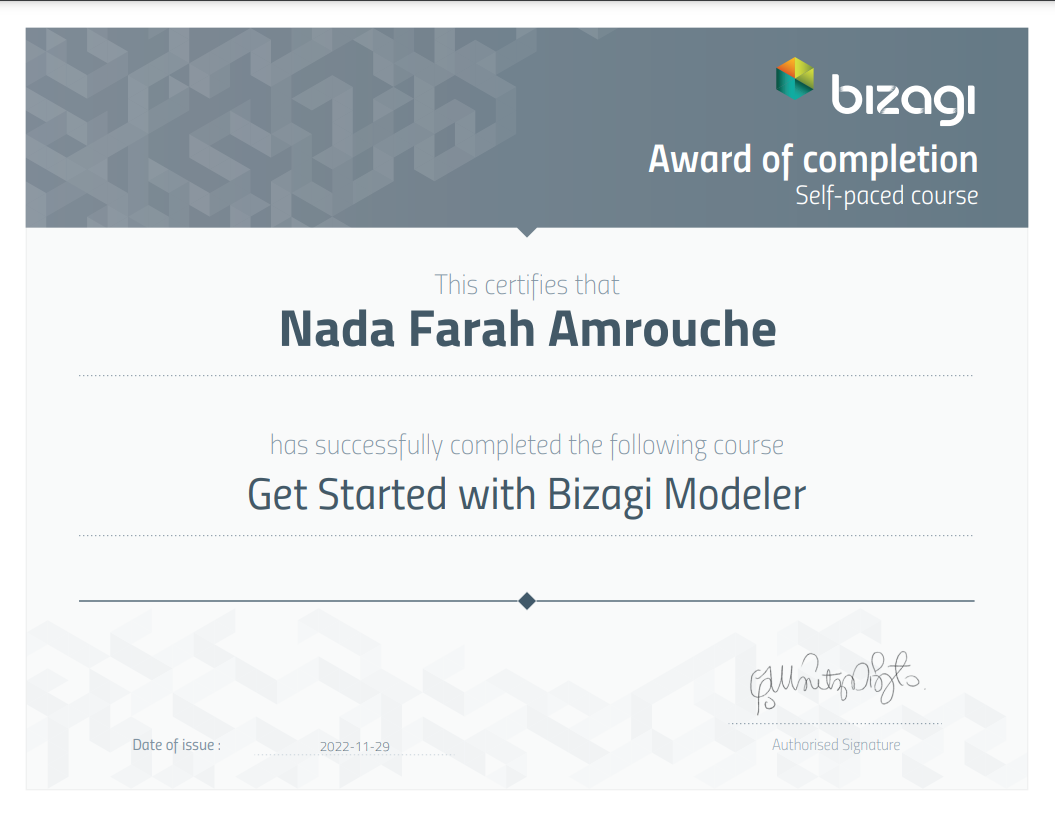 bizagi
Award of completion
Self-paced course
This certifies that
Nada Farah Amrouche
has successfully completed the following course
Get Started with Bizagi Modeler
Date of issue :
2022-11-29
Authorised Signature